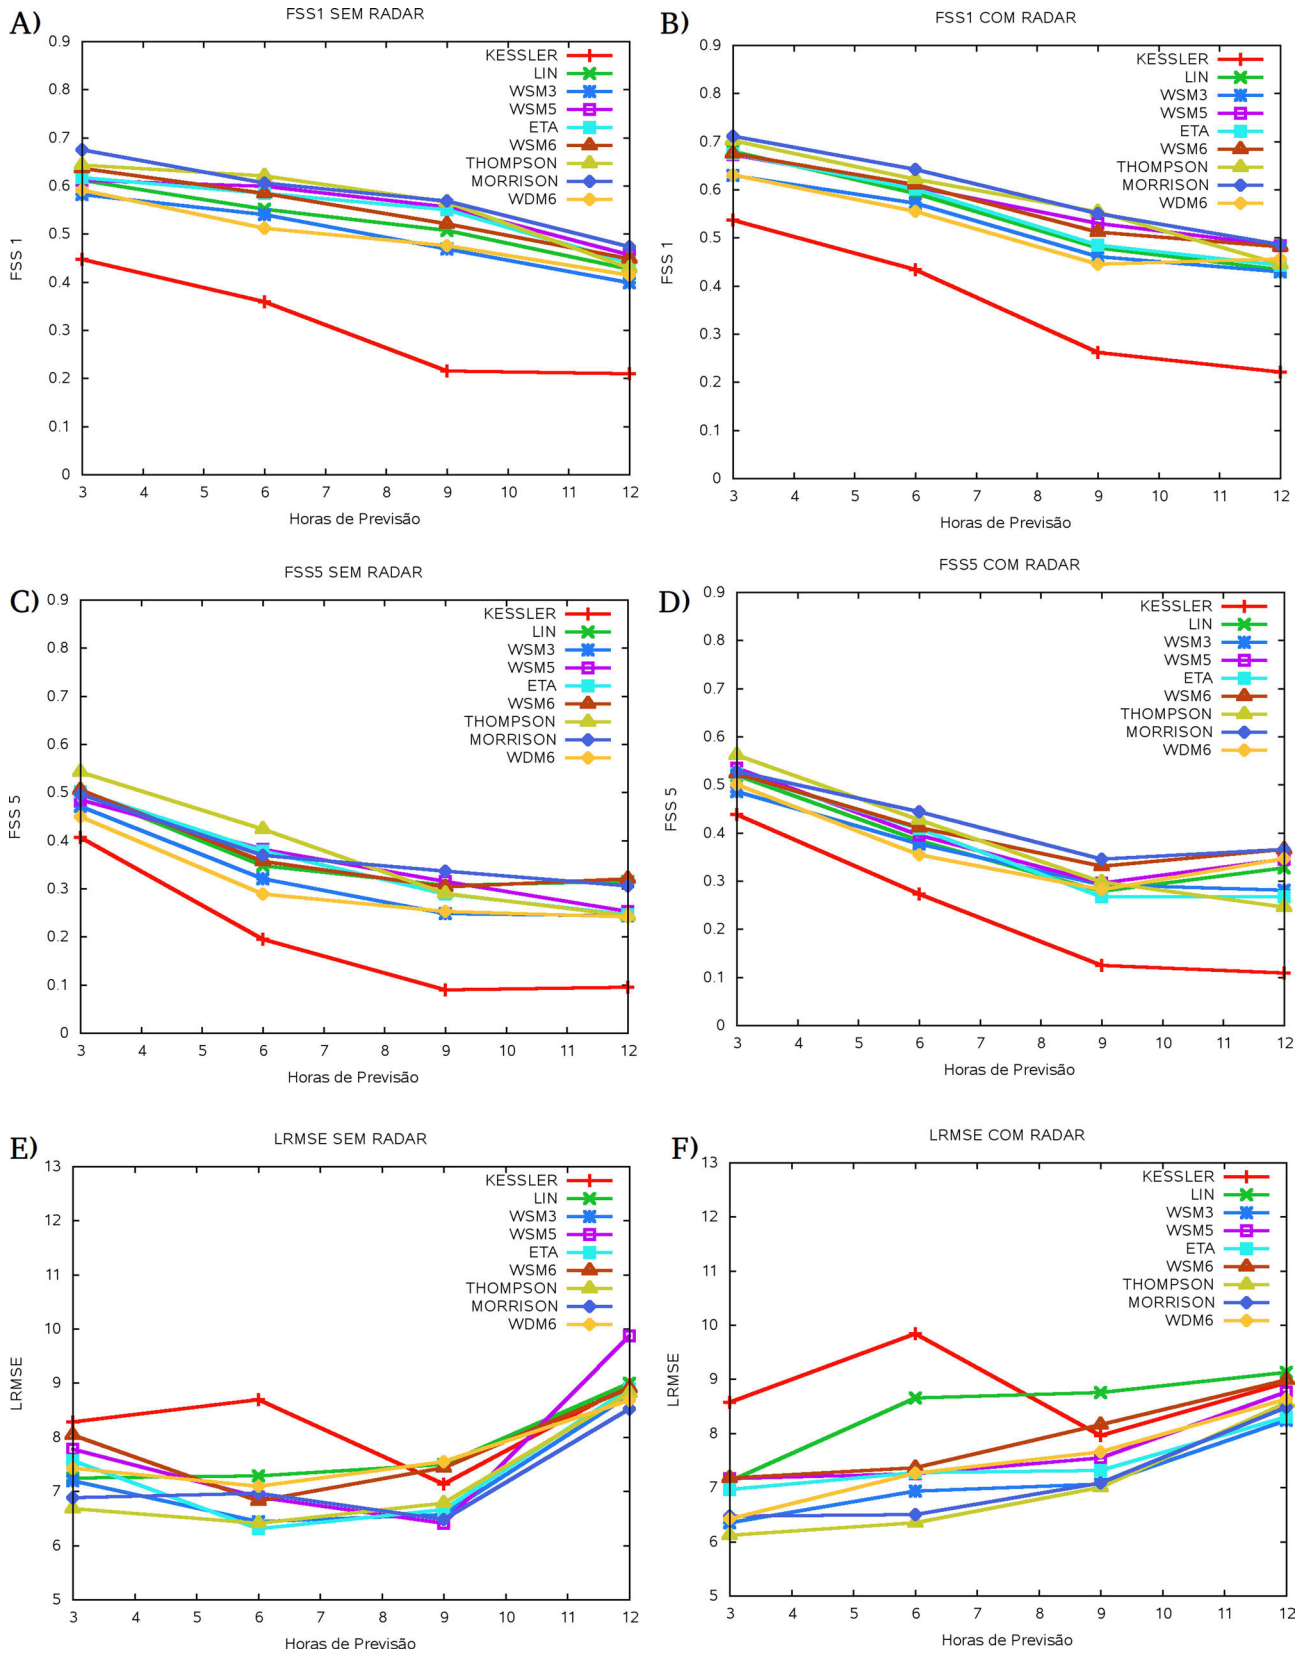 A)
FSS1 SEM RADAR
FSS 1
0.9
0.8
0.7
0.6
0.5
0.4
0.3
0.2
0.1
0
KESSLER
LIN
WSM3
WSM5
ETA
WSM6
THOMPSON
MORRISON
WDM6
3 4 5 6 7 8 9 10 11 12
Horas de Previsão
B)
FSS1 COM RADAR
FSS 1
0.9
0.8
0.7
0.6
0.5
0.4
0.3
0.2
0.1
0
KESSLER
LIN
WSM3
WSM5
ETA
WSM6
THOMPSON
MORRISON
WDM6
3 4 5 6 7 8 9 10 11 12
Horas de Previsão
C)
FSS5 SEM RADAR
FSS 5
0.9
0.8
0.7
0.6
0.5
0.4
0.3
0.2
0.1
0
KESSLER
LIN
WSM3
WSM5
ETA
WSM6
THOMPSON
MORRISON
WDM6
3 4 5 6 7 8 9 10 11 12
Horas de Previsão
D)
FSS5 COM RADAR
FSS 5
0.9
0.8
0.7
0.6
0.5
0.4
0.3
0.2
0.1
0
KESSLER
LIN
WSM3
WSM5
ETA
WSM6
THOMPSON
MORRISON
WDM6
3 4 5 6 7 8 9 10 11 12
Horas de Previsão
E)
LRMSE SEM RADAR
LRMSE
13
12
11
10
9
8
7
6
5
KESSLER
LIN
WSM3
WSM5
ETA
WSM6
THOMPSON
MORRISON
WDM6
3 4 5 6 7 8 9 10 11 12
Horas de Previsão
F)
LRMSE COM RADAR
LRMSE
13
12
11
10
9
8
7
6
5
KESSLER
LIN
WSM3
WSM5
ETA
WSM6
THOMPSON
MORRISON
WDM6
3 4 5 6 7 8 9 10 11 12
Horas de Previsão